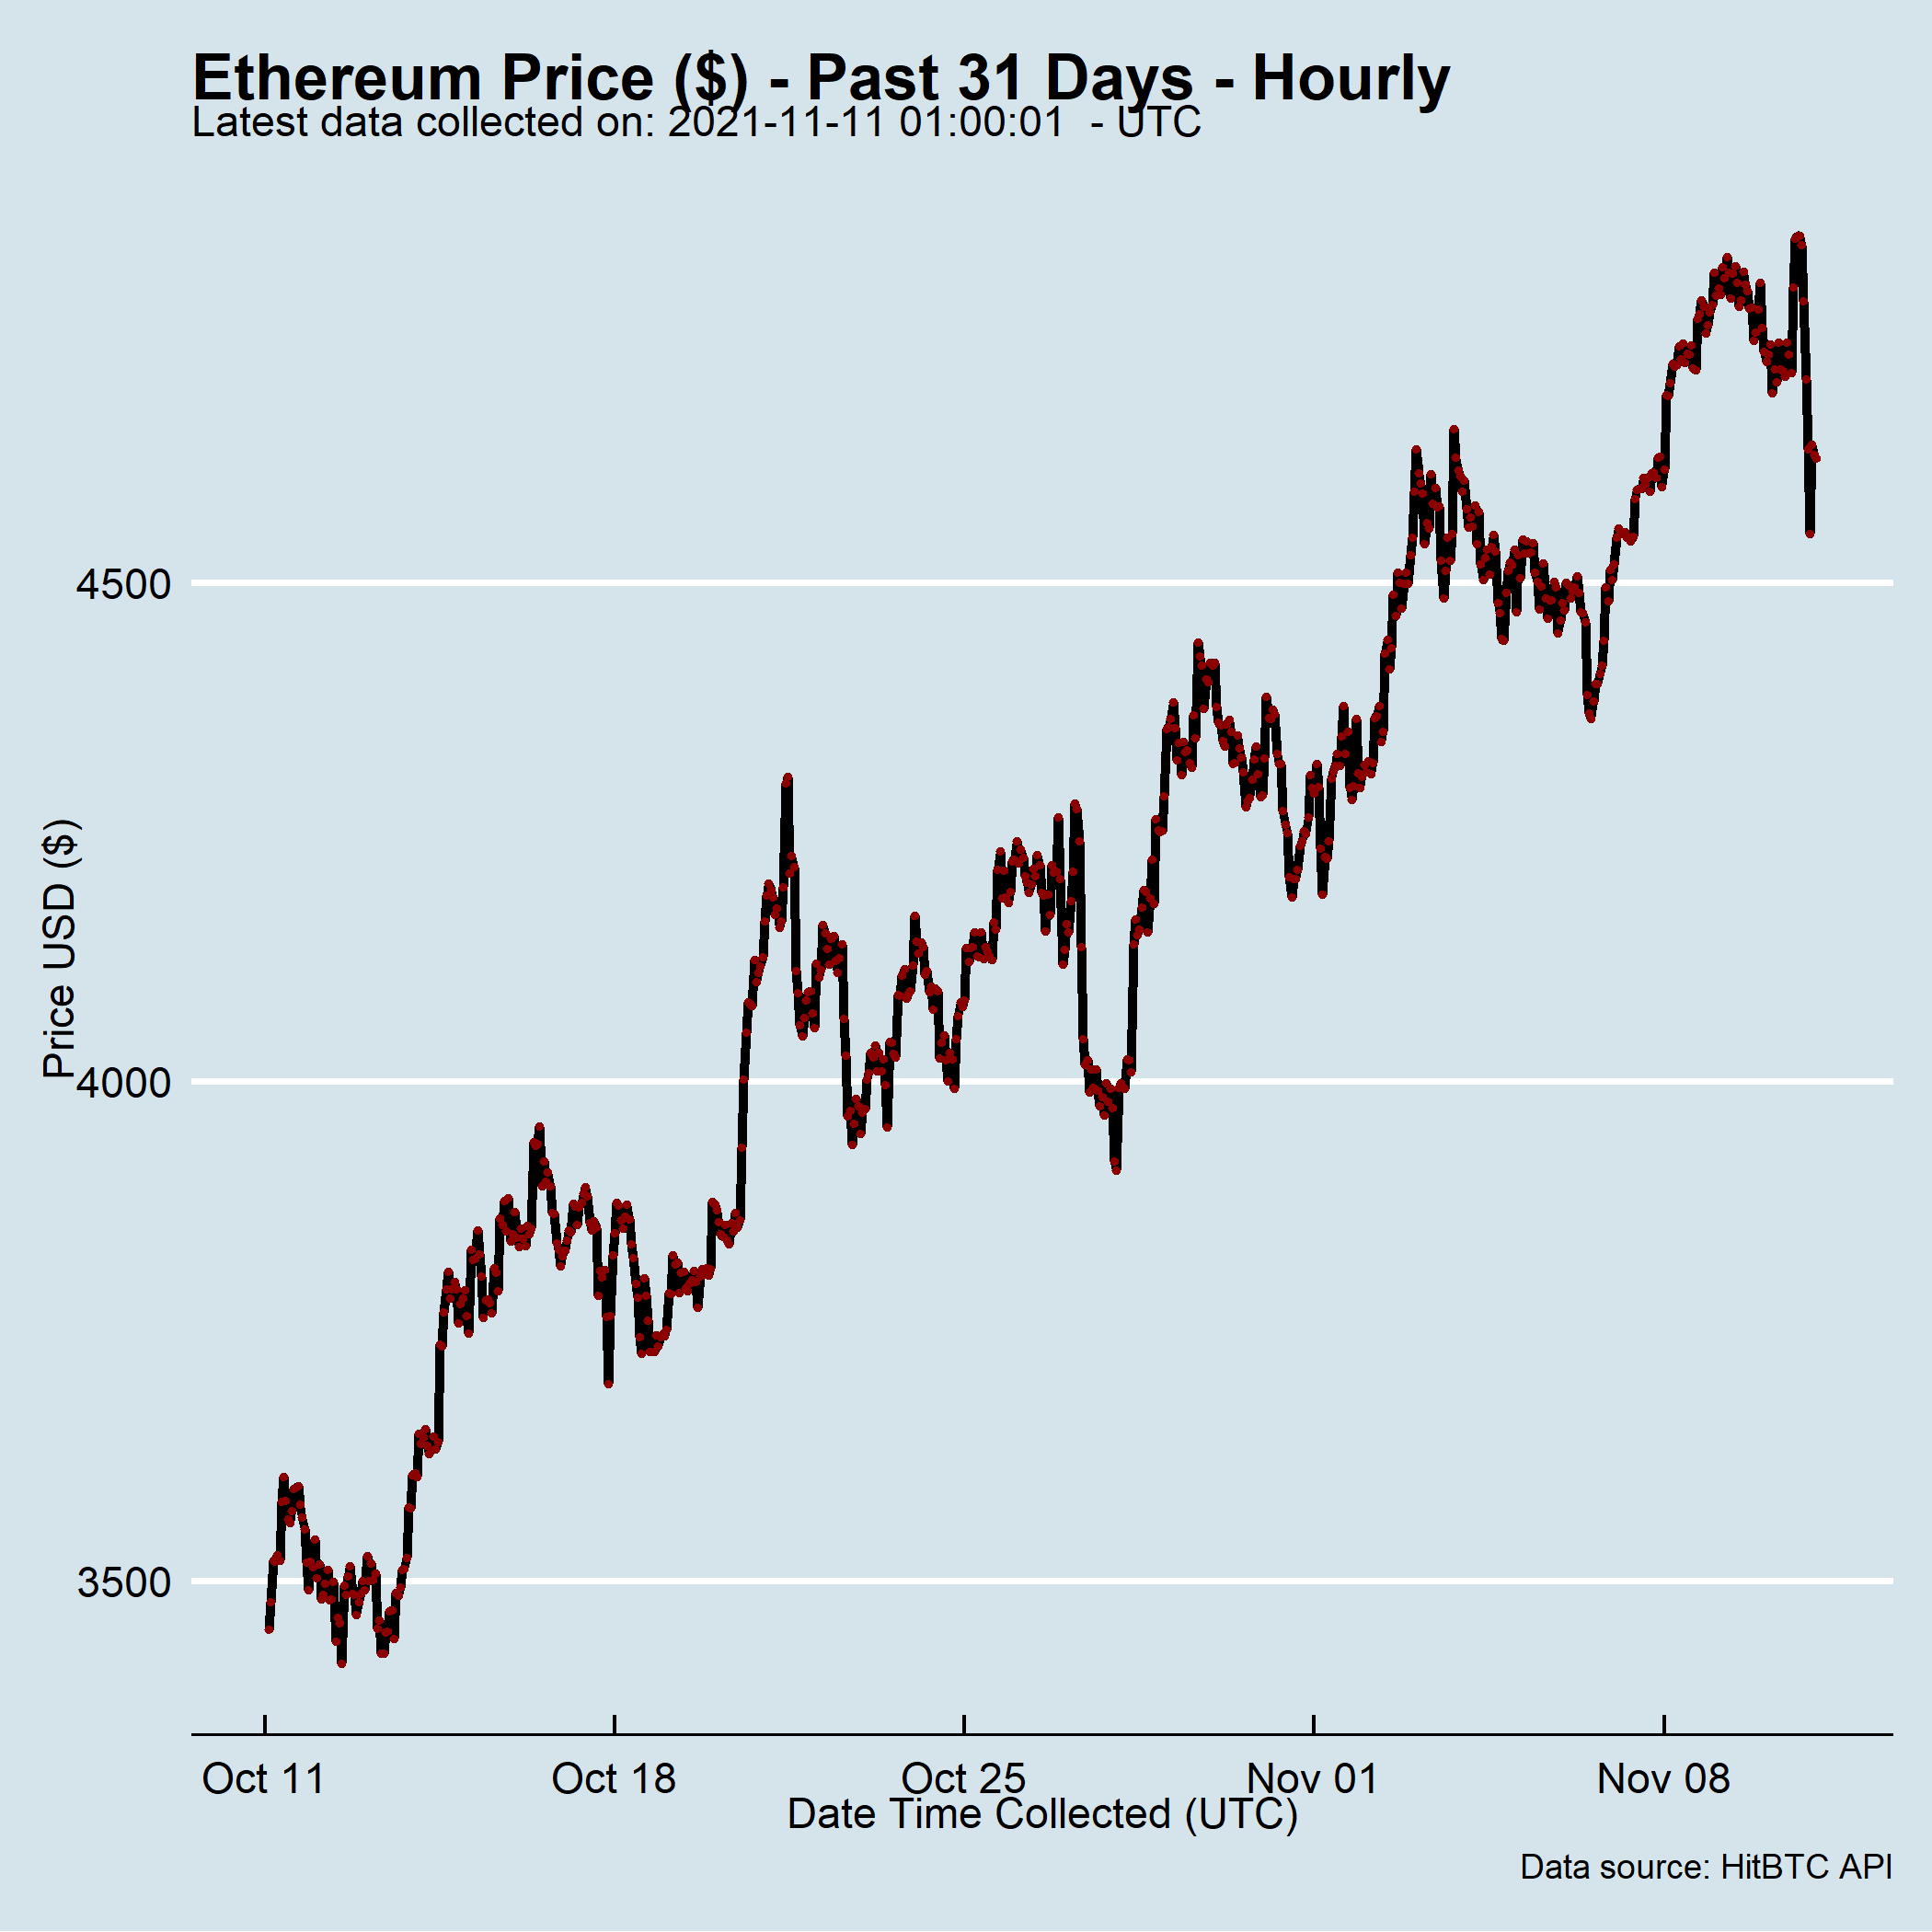 Ethereum Price ($) - Past 31 Days - Hourly
Latest data collected on: 2021-11-11 01:00:01  - UTC
Price USD ($)
4500
4000
3500
Oct 11
Oct 18
Oct 25
Nov 01
Nov 08
Date Time Collected (UTC)
Data source: HitBTC API